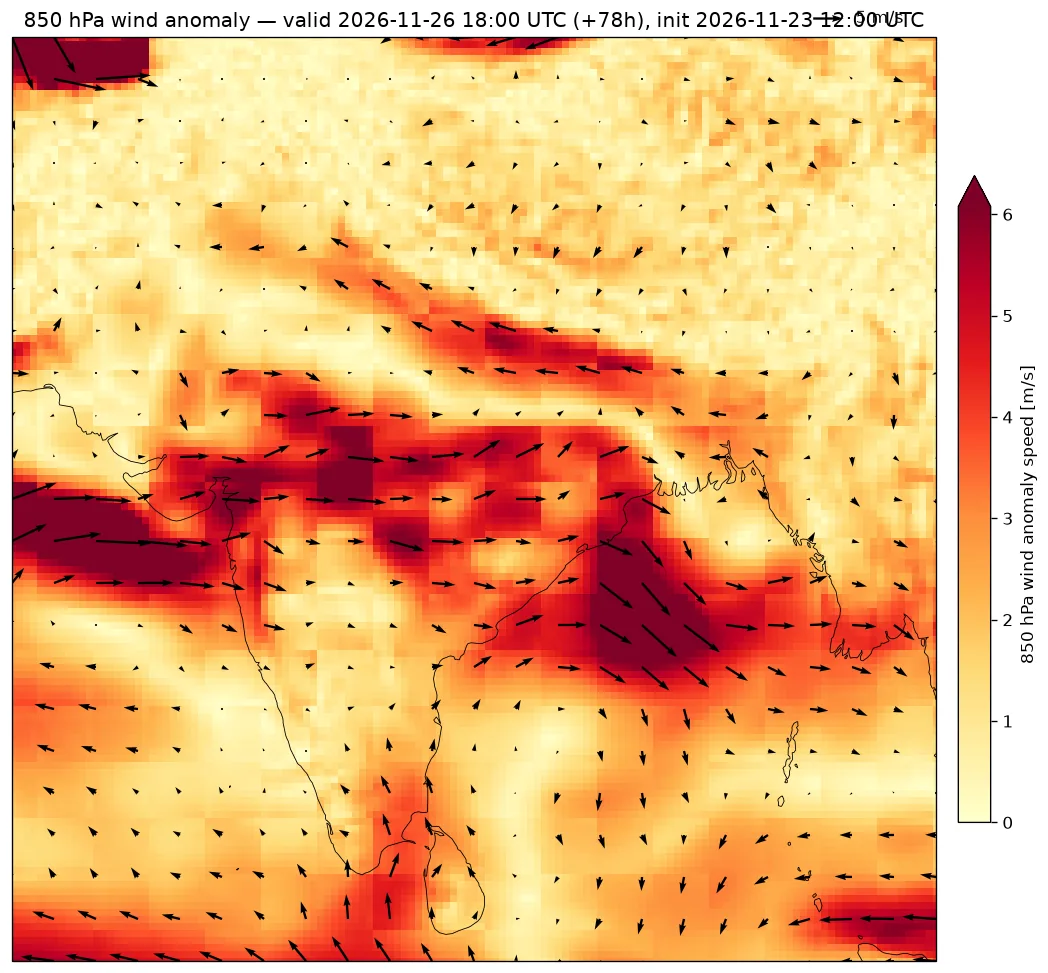 850 hPa wind anomaly — valid 2026-11-26 18:00 UTC (+78h), init 2026-11-23 12:00 UTC
5 m/s
6
5
4
3
2
1
0
850 hPa wind anomaly speed [m/s]